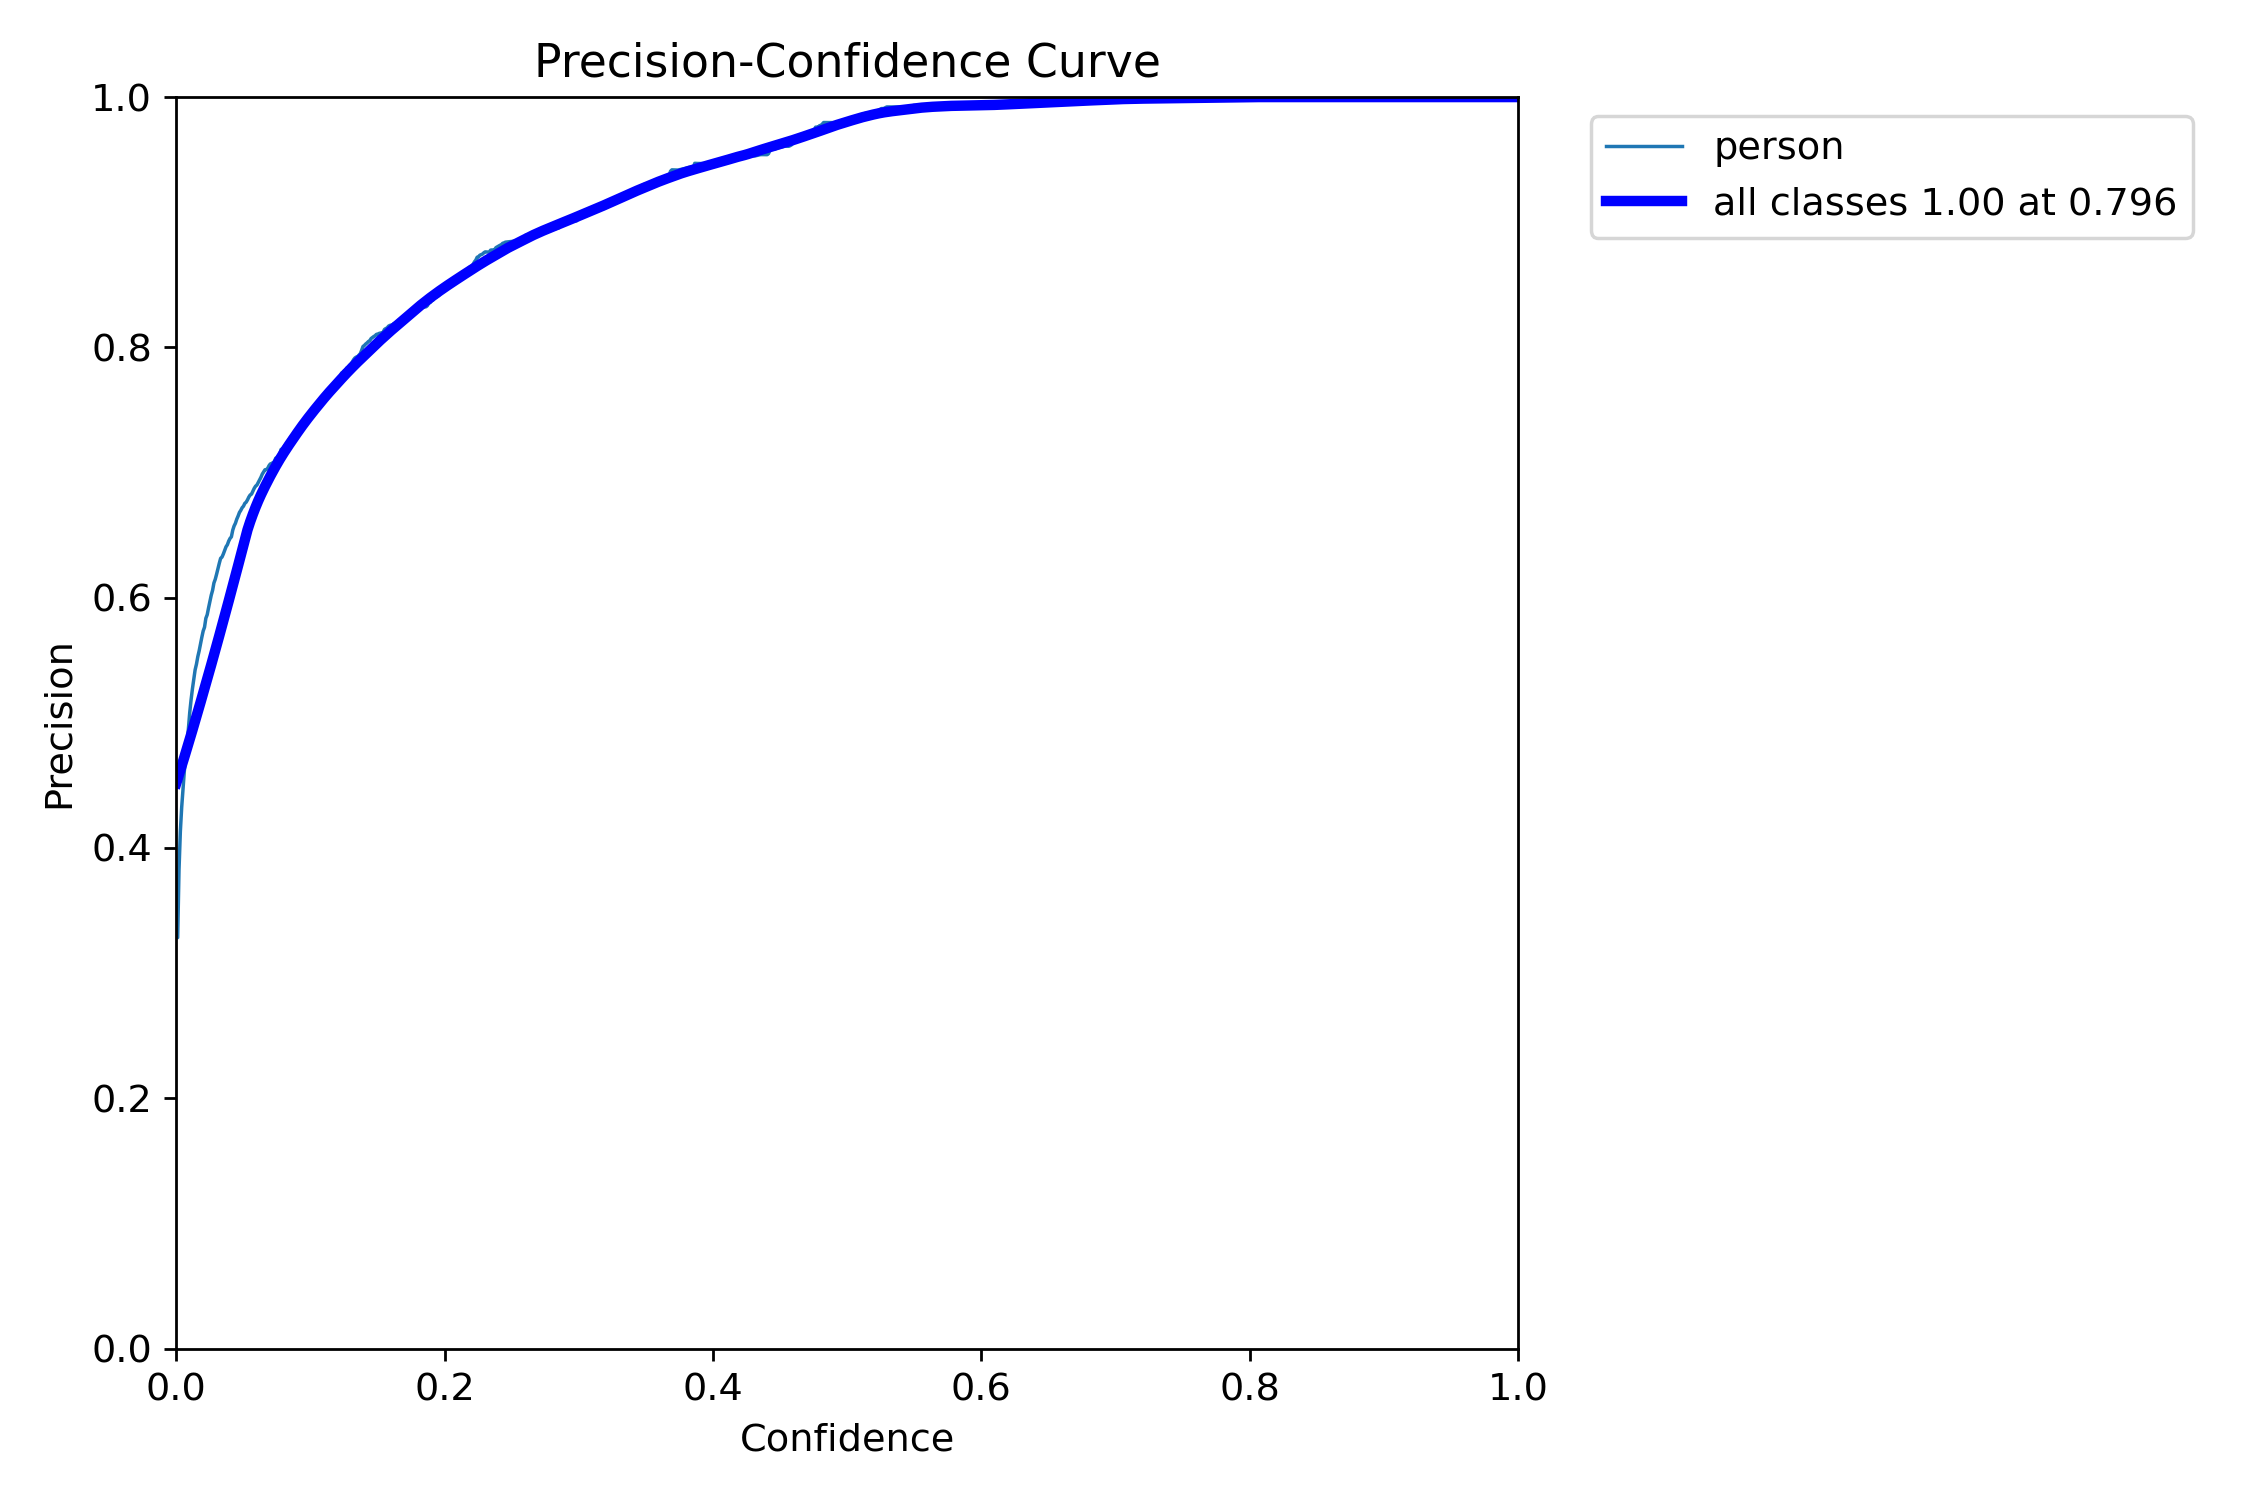 Precision-Confidence Curve
1.0
0.8
0.6
0.4
0.2
0.0
Precision
0.0 0.2 0.4 0.6 0.8 1.0
Confidence
person
all classes 1.00 at 0.796